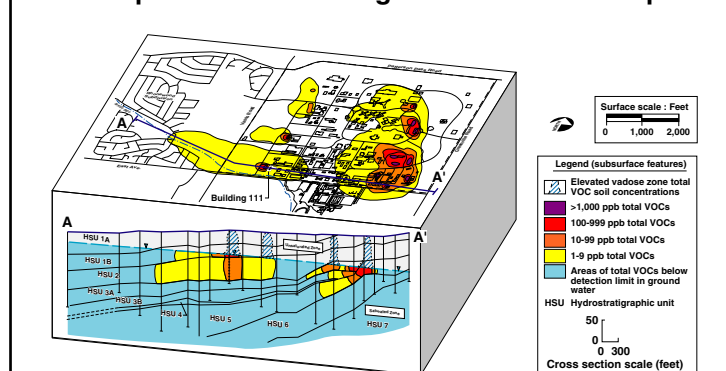 A
A'
Building 111
A
A'
HSU 1A
HSU 1B
HSU 2
HSU 3A
HSU 3B
HSU 4
HSU 5
HSU 6
HSU 7
Saturated Zone
Surface scale : Feet
0 1,000 2,000
Legend (subsurface features)
Elevated vadose zone total
VOC soil concentrations
>1,000 ppb total VOCs
100-999 ppb total VOCs
10-99 ppb total VOCs
1-9 ppb total VOCs
Areas of total VOCs below
detection limit in ground
water
HSU Hydrostratigraphic unit
50
0
0 300
Cross section scale (feet)